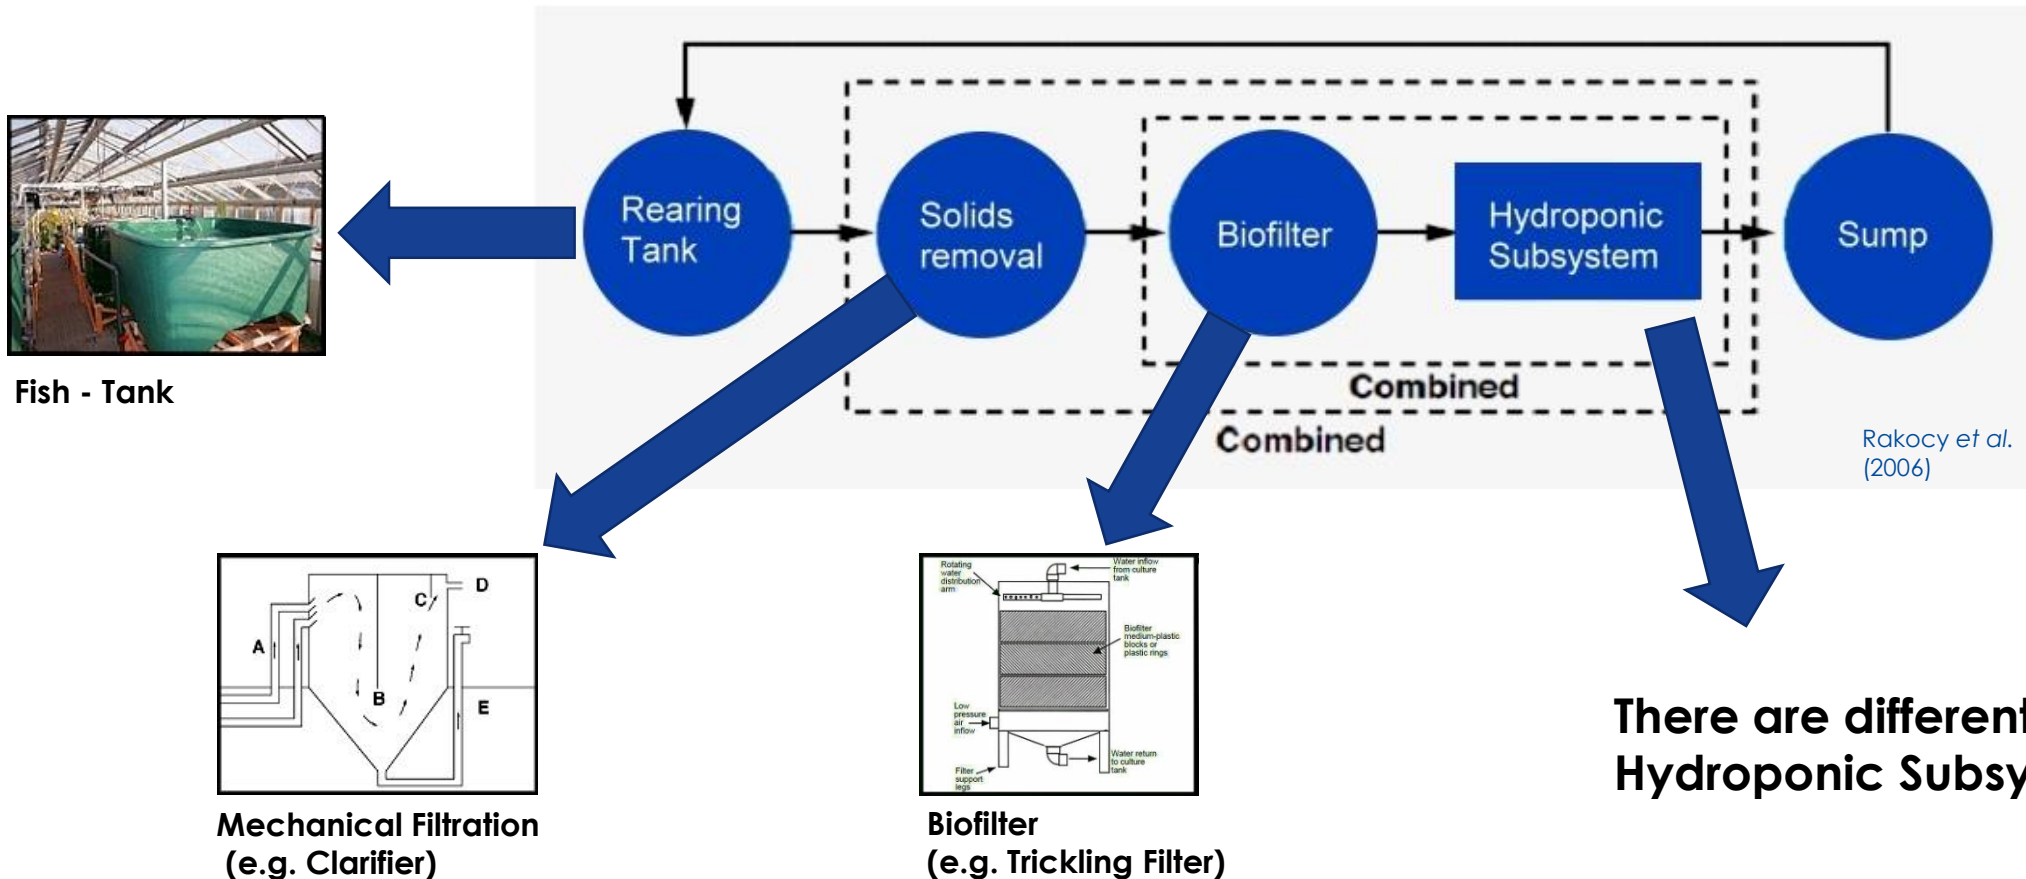 Rearing
Tank
Solids
removal
Biofilter
Hydroponic
Subsystem
Sump
Combined
Combined
Rakocy et al.
(2006)
Fish - Tank
A
B
C
D
E
Mechanical Filtration
(e.g. Clarifier)
Rotating
water
distribution
arm
Water inflow
from culture
tank
Biofilter
medium-plastic
blocks or
plastic rings
Low
pressure
air
inflow
Water return
to culture
tank
Filter
support
legs
Biofilter
(e.g. Trickling Filter)
There are different
Hydroponic Subsy